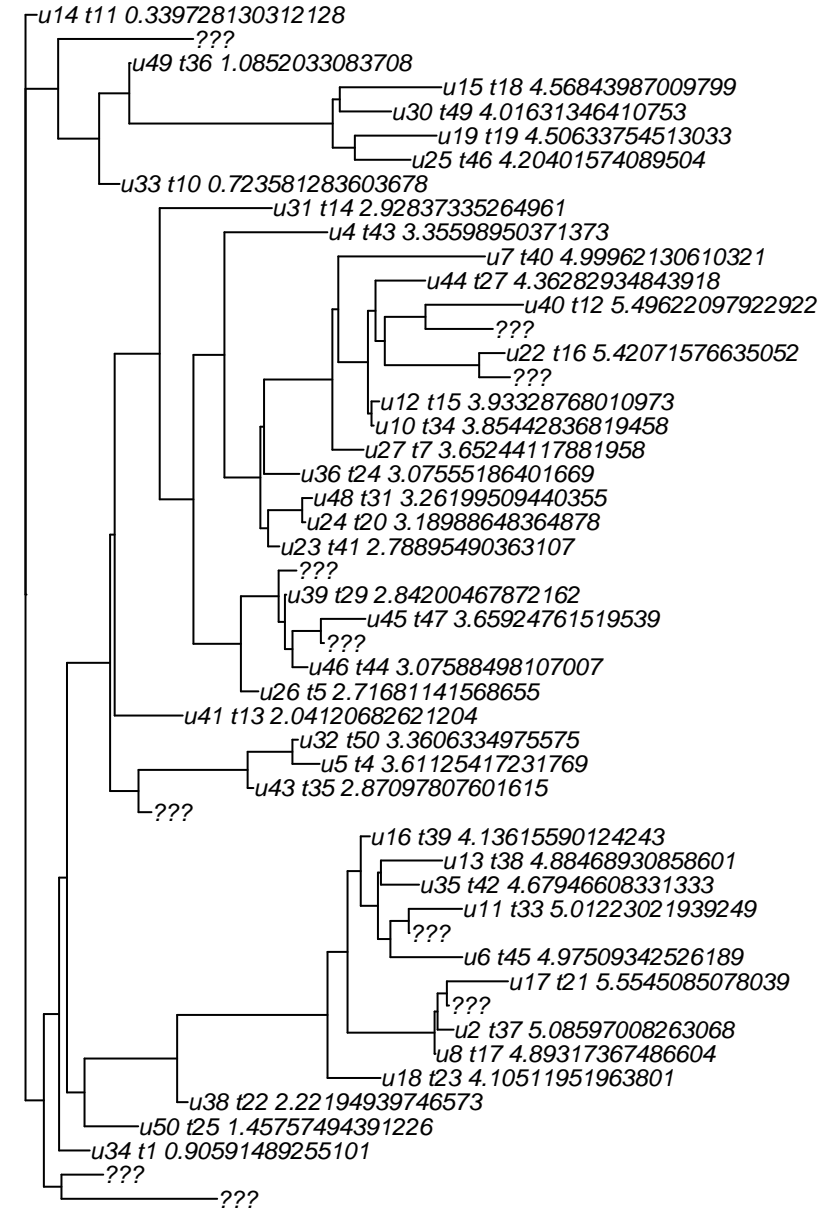 u14 t11 0.339728130312128
???
u49 t36 1.0852033083708
u15 t18 4.56843987009799
u30 t49 4.01631346410753
u19 t19 4.50633754513033
u25 t46 4.20401574089504
u33 t10 0.723581283603678
u31 t14 2.92837335264961
u4 t43 3.35598950371373
u7 t40 4.99962130610321
u44 t27 4.36282934843918
u40 t12 5.49622097922922
???
u22 t16 5.42071576635052
???
u12 t15 3.93328768010973
u10 t34 3.85442836819458
u27 t7 3.65244117881958
u36 t24 3.07555186401669
u48 t31 3.26199509440355
u24 t20 3.18988648364878
u23 t41 2.78895490363107
???
u39 t29 2.84200467872162
u45 t47 3.65924761519539
???
u46 t44 3.07588498107007
u26 t5 2.71681141568655
u41 t13 2.04120682621204
u32 t50 3.3606334975575
u5 t4 3.61125417231769
u43 t35 2.87097807601615
???
u16 t39 4.13615590124243
u13 t38 4.88468930858601
u35 t42 4.67946608331333
u11 t33 5.01223021939249
???
u6 t45 4.97509342526189
u17 t21 5.5545085078039
???
u2 t37 5.08597008263068
u8 t17 4.89317367486604
u18 t23 4.10511951963801
u38 t22 2.22194939746573
u50 t25 1.45757494391226
u34 t1 0.90591489255101
???
???